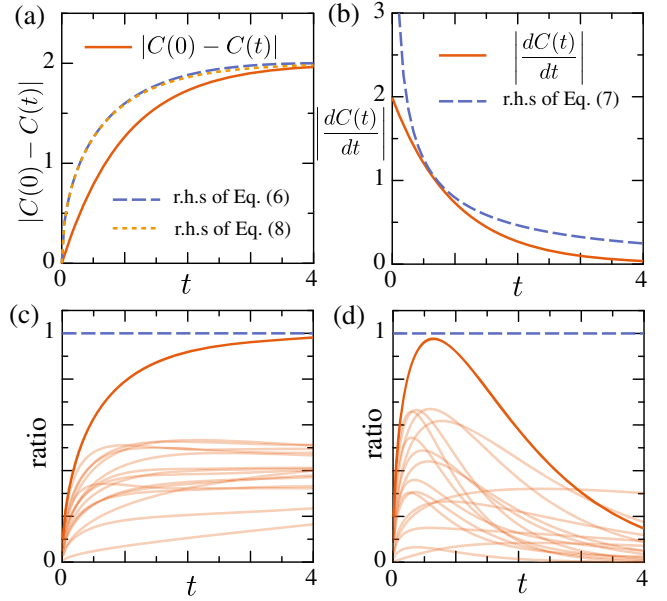 (a)
|C(0) − C(t)|
|C(0) − C(t)|
r.h.s of Eq. (6)
r.h.s of Eq. (8)
2
1
0
0
4
t
(b)
|dC(t)/dt|
r.h.s of Eq. (7)
|dC(t)/dt|
3
2
1
0
0
4
t
(c)
ratio
1
0
0
4
t
(d)
ratio
1
0
0
4
t